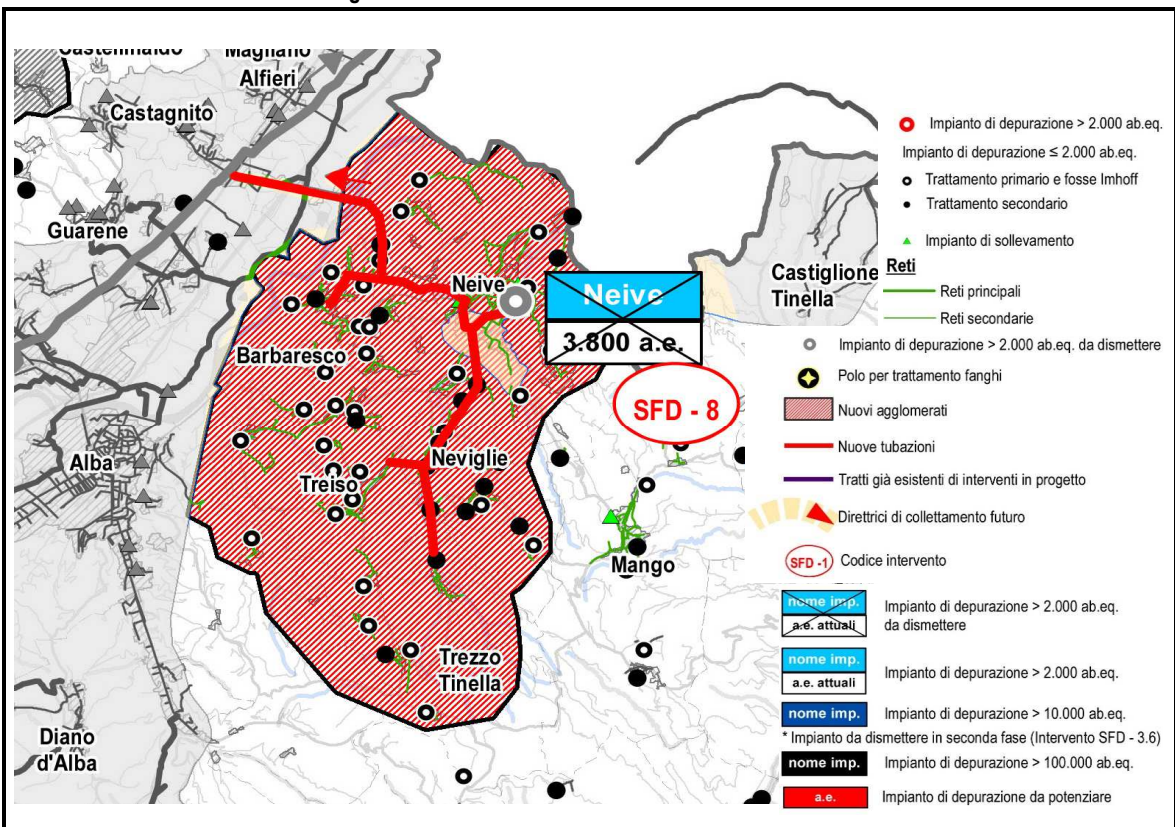 Castellinaldo
Magliano
Alfieri
Castagnito
Guarene
Neive
Barbaresco
Alba
Treiso
Neviglie
Trezzo
Tinella
Diano
d'Alba
Mango
Castiglione
Tinella
Neive
3.800 a.e.
SFD - 8
Impianto di depurazione > 2.000 ab.eq.
Impianto di depurazione ≤ 2.000 ab.eq.
Trattamento primario e fosse Imhoff
Trattamento secondario
Impianto di sollevamento
Reti
Reti principali
Reti secondarie
Impianto di depurazione > 2.000 ab.eq. da dismettere
Polo per trattamento fanghi
Nuovi agglomerati
Nuove tubazioni
Tratti già esistenti di interventi in progetto
Direttrici di collettamento futuro
SFD -1 Codice intervento
nome imp.
a.e. attuali
Impianto di depurazione > 2.000 ab.eq.
da dismettere
nome imp.
a.e. attuali
Impianto di depurazione > 2.000 ab.eq.
nome imp. Impianto di depurazione > 10.000 ab.eq.
* Impianto da dismettere in seconda fase (Intervento SFD - 3.6)
nome imp. Impianto di depurazione > 100.000 ab.eq.
a.e. Impianto di depurazione da potenziare